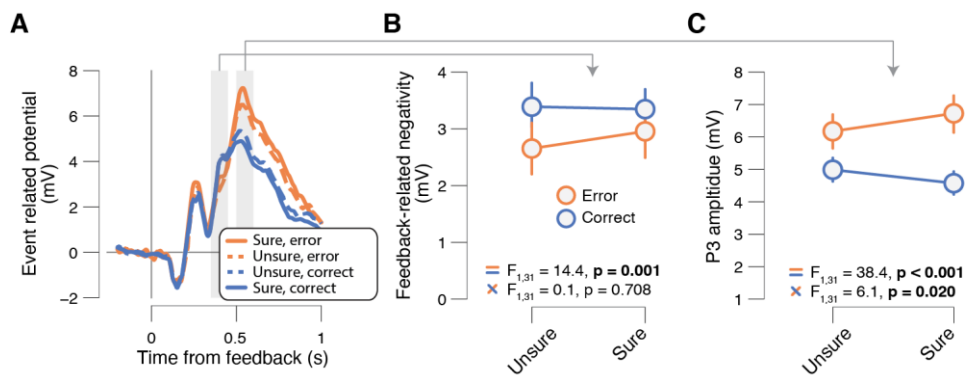 A
B
C
Event related potential
(mV)
8
6
4
2
0
−2
Sure, error
Unsure, error
Unsure, correct
Sure, correct
0
0.5
1
Time from feedback (s)
Feedback-related negativity
(mV)
4
3
2
1
0
Error
Correct
F1,31 = 14.4, p = 0.001
F1,31 = 0.1, p = 0.708
Unsure
Sure
P3 ampltidue (mV)
8
7
6
5
4
3
2
1
F1,31 = 38.4, p < 0.001
F1,31 = 6.1, p = 0.020
Unsure
Sure